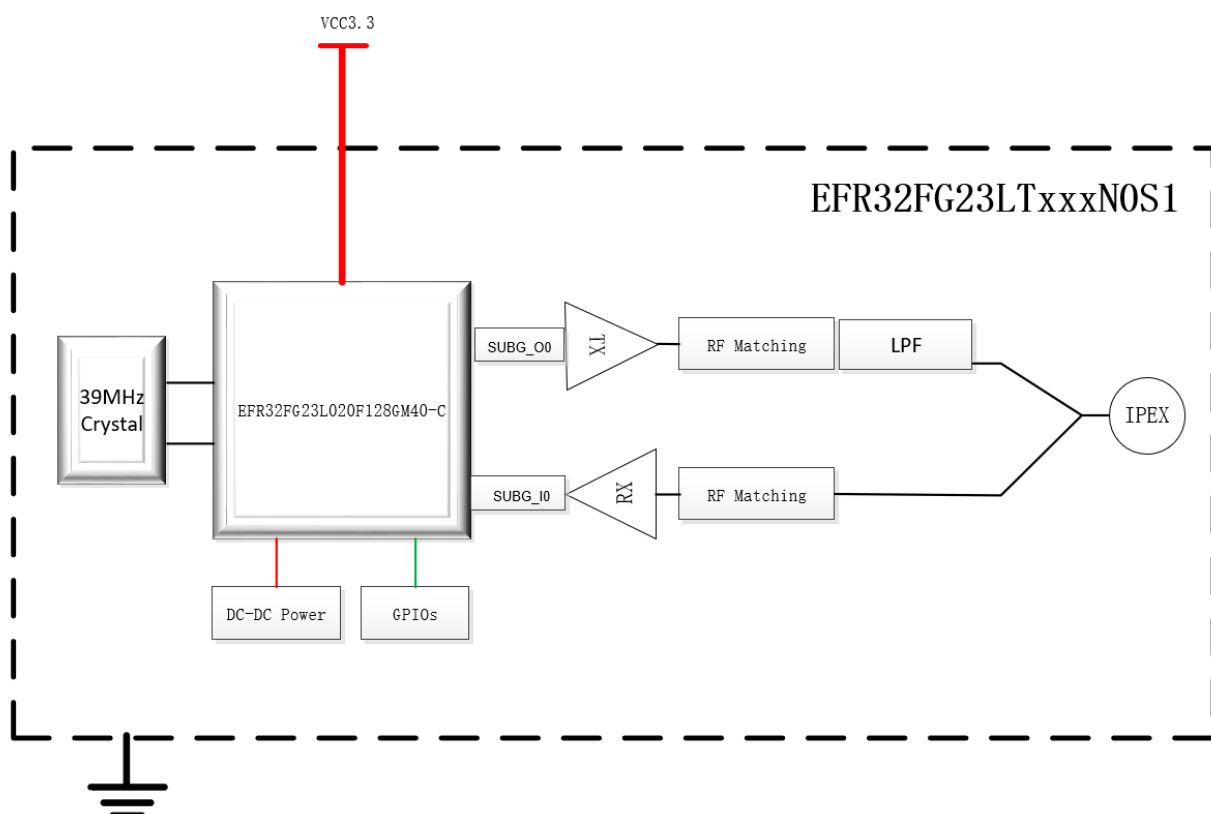 VCC3.3
EFR32FG23LTxxxN0S1
39MHz
Crystal
EFR32FG23L020F128GM40-C
SUBG_O0
TX
RF Matching
LPF
IPEX
SUBG_I0
RX
RF Matching
DC-DC Power
GPIOs